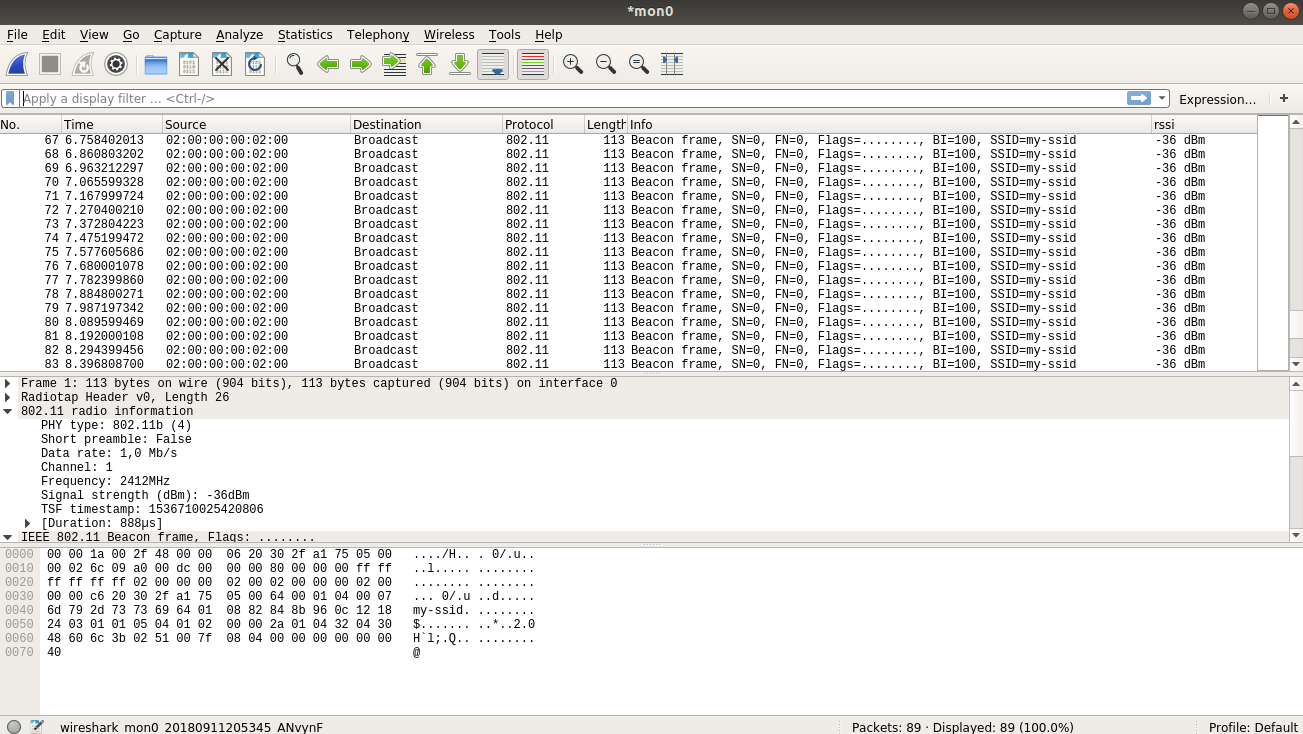 *mon0
File Edit View Go Capture Analyze Statistics Telephony Wireless Tools Help
Apply a display filter ... <Ctrl-/> Expression... +
No. Time Source Destination Protocol Length Info rssi
67 6.758402013 02:00:00:00:02:00 Broadcast 802.11 113 Beacon frame, SN=0, FN=0, Flags=........, BI=100, SSID=my-ssid -36 dBm
68 6.860803202 02:00:00:00:02:00 Broadcast 802.11 113 Beacon frame, SN=0, FN=0, Flags=........, BI=100, SSID=my-ssid -36 dBm
69 6.963212297 02:00:00:00:02:00 Broadcast 802.11 113 Beacon frame, SN=0, FN=0, Flags=........, BI=100, SSID=my-ssid -36 dBm
70 7.065599328 02:00:00:00:02:00 Broadcast 802.11 113 Beacon frame, SN=0, FN=0, Flags=........, BI=100, SSID=my-ssid -36 dBm
71 7.167999724 02:00:00:00:02:00 Broadcast 802.11 113 Beacon frame, SN=0, FN=0, Flags=........, BI=100, SSID=my-ssid -36 dBm
72 7.270400210 02:00:00:00:02:00 Broadcast 802.11 113 Beacon frame, SN=0, FN=0, Flags=........, BI=100, SSID=my-ssid -36 dBm
73 7.372804223 02:00:00:00:02:00 Broadcast 802.11 113 Beacon frame, SN=0, FN=0, Flags=........, BI=100, SSID=my-ssid -36 dBm
74 7.475199472 02:00:00:00:02:00 Broadcast 802.11 113 Beacon frame, SN=0, FN=0, Flags=........, BI=100, SSID=my-ssid -36 dBm
75 7.577605686 02:00:00:00:02:00 Broadcast 802.11 113 Beacon frame, SN=0, FN=0, Flags=........, BI=100, SSID=my-ssid -36 dBm
76 7.680001078 02:00:00:00:02:00 Broadcast 802.11 113 Beacon frame, SN=0, FN=0, Flags=........, BI=100, SSID=my-ssid -36 dBm
77 7.782399860 02:00:00:00:02:00 Broadcast 802.11 113 Beacon frame, SN=0, FN=0, Flags=........, BI=100, SSID=my-ssid -36 dBm
78 7.884800271 02:00:00:00:02:00 Broadcast 802.11 113 Beacon frame, SN=0, FN=0, Flags=........, BI=100, SSID=my-ssid -36 dBm
79 7.987197342 02:00:00:00:02:00 Broadcast 802.11 113 Beacon frame, SN=0, FN=0, Flags=........, BI=100, SSID=my-ssid -36 dBm
80 8.089599469 02:00:00:00:02:00 Broadcast 802.11 113 Beacon frame, SN=0, FN=0, Flags=........, BI=100, SSID=my-ssid -36 dBm
81 8.192000108 02:00:00:00:02:00 Broadcast 802.11 113 Beacon frame, SN=0, FN=0, Flags=........, BI=100, SSID=my-ssid -36 dBm
82 8.294399456 02:00:00:00:02:00 Broadcast 802.11 113 Beacon frame, SN=0, FN=0, Flags=........, BI=100, SSID=my-ssid -36 dBm
83 8.396808700 02:00:00:00:02:00 Broadcast 802.11 113 Beacon frame, SN=0, FN=0, Flags=........, BI=100, SSID=my-ssid -36 dBm
Frame 1: 113 bytes on wire (904 bits), 113 bytes captured (904 bits) on interface 0
Radiotap Header v0, Length 26
802.11 radio information
PHY type: 802.11b (4)
Short preamble: False
Data rate: 1,0 Mb/s
Channel: 1
Frequency: 2412MHz
Signal strength (dBm): -36dBm
TSF timestamp: 1536710025420806
[Duration: 888µs]
IEEE 802.11 Beacon frame, Flags: ........
0000 00 00 1a 00 2f 48 00 00 06 20 30 2f a1 75 05 00 ..../H.. . 0/.u..
0010 00 02 6c 09 a0 00 dc 00 00 00 80 00 00 00 ff ff ..l..... ........
0020 ff ff ff ff 02 00 00 00 02 00 02 00 00 00 02 00 ........ ........
0030 00 00 c6 20 30 2f a1 75 05 00 64 00 01 04 00 07 ... 0/.u ..d.....
0040 6d 79 2d 73 73 69 64 01 08 82 84 8b 96 0c 12 18 my-ssid. ........
0050 24 03 01 01 05 04 01 02 00 00 2a 01 04 32 04 30 $....... ..*..2.0
0060 48 60 6c 3b 02 51 00 7f 08 04 00 00 00 00 00 00 H`l;.Q.. ........
0070 40 @
wireshark_mon0_20180911205345_ANvynF Packets: 89 · Displayed: 89 (100.0%) Profile: Default